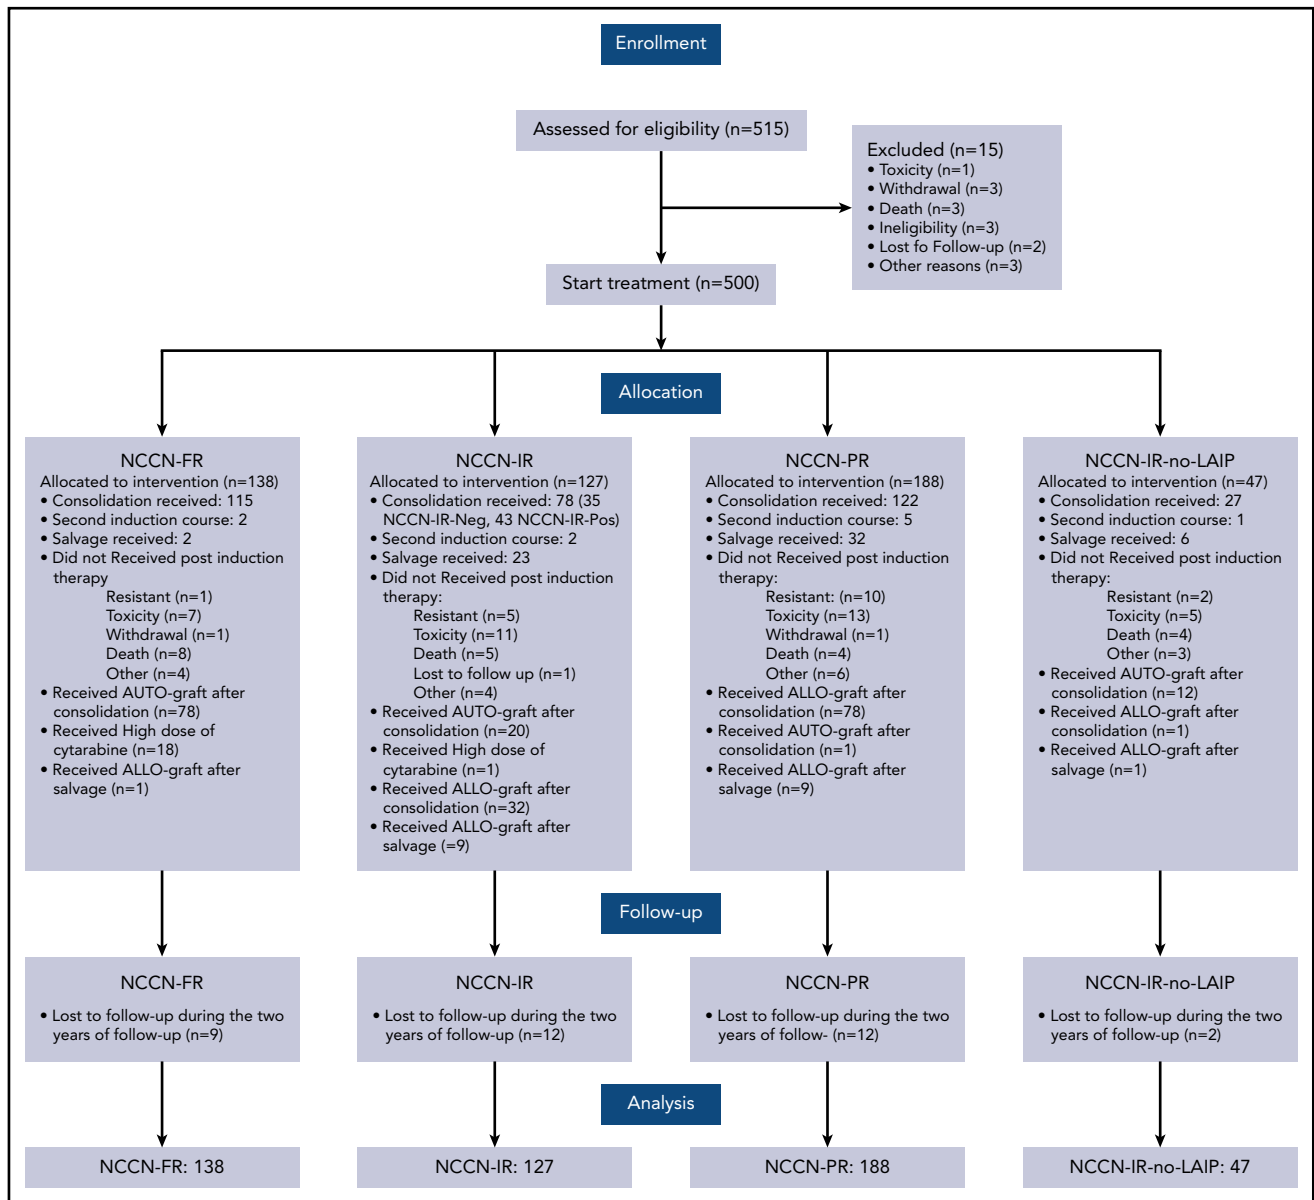 Enrollment
Assessed for eligibility (n=515)
Excluded (n=15)
• Toxicity (n=1)
• Withdrawal (n=3)
• Death (n=3)
• Ineligibility (n=3)
• Lost fo Follow-up (n=2)
• Other reasons (n=3)
Start treatment (n=500)
Allocation
NCCN-FR
Allocated to intervention (n=138)
• Consolidation received: 115
• Second induction course: 2
• Salvage received: 2
• Did not Received post induction
therapy
Resistant (n=1)
Toxicity (n=7)
Withdrawal (n=1)
Death (n=8)
Other (n=4)
• Received AUTO-graft after
consolidation (n=78)
• Received High dose of
cytarabine (n=18)
• Received ALLO-graft after
salvage (n=1)
NCCN-IR
Allocated to intervention (n=127)
• Consolidation received: 78 (35
NCCN-IR-Neg, 43 NCCN-IR-Pos)
• Second induction course: 2
• Salvage received: 23
• Did not Received post induction
therapy:
Resistant (n=5)
Toxicity (n=11)
Death (n=5)
Lost to follow up (n=1)
Other (n=4)
• Received AUTO-graft after
consolidation (n=20)
• Received High dose of
cytarabine (n=1)
• Received ALLO-graft after
consolidation (n=32)
• Received ALLO-graft after
salvage (=9)
NCCN-PR
Allocated to intervention (n=188)
• Consolidation received: 122
• Second induction course: 5
• Salvage received: 32
• Did not Received post induction
therapy:
Resistant: (n=10)
Toxicity (n=13)
Withdrawal (n=1)
Death (n=4)
Other (n=6)
• Received ALLO-graft after
consolidation (n=78)
• Received AUTO-graft after
consolidation (n=1)
• Received ALLO-graft after
salvage (n=9)
NCCN-IR-no-LAIP
Allocated to intervention (n=47)
• Consolidation received: 27
• Second induction course: 1
• Salvage received: 6
• Did not Received post induction
therapy:
Resistant (n=2)
Toxicity (n=5)
Death (n=4)
Other (n=3)
• Received AUTO-graft after
consolidation (n=12)
• Received ALLO-graft after
consolidation (n=1)
• Received ALLO-graft after
salvage (n=1)
Follow-up
NCCN-FR
• Lost to follow-up during the two
years of follow-up (n=9)
NCCN-IR
• Lost to follow-up during the two
years of follow-up (n=12)
NCCN-PR
• Lost to follow-up during the two
years of follow- (n=12)
NCCN-IR-no-LAIP
• Lost to follow-up during the two
years of follow-up (n=2)
Analysis
NCCN-FR: 138
NCCN-IR: 127
NCCN-PR: 188
NCCN-IR-no-LAIP: 47